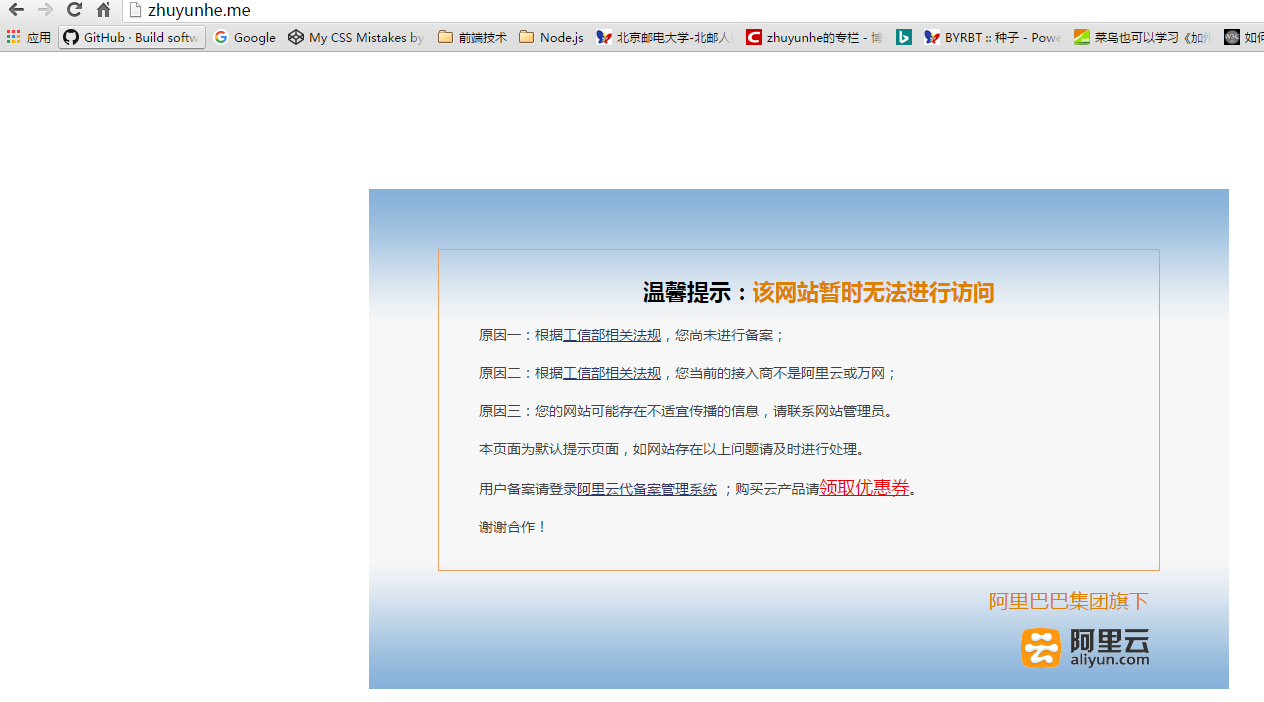 zhuyunhe.me
应用 GitHub · Build softw Google My CSS Mistakes by 前端技术 Node.js 北京邮电大学-北邮人 zhuyunhe的专栏 - 博 BYRBT :: 种子 - Powe 菜鸟也可以学习《加州 如何
温馨提示：该网站暂时无法进行访问
原因一：根据工信部相关法规，您尚未进行备案；
原因二：根据工信部相关法规，您当前的接入商不是阿里云或万网；
原因三：您的网站可能存在不适宜传播的信息，请联系网站管理员。
本页面为默认提示页面，如网站存在以上问题请及时进行处理。
用户备案请登录阿里云代备案管理系统 ；购买云产品请领取优惠券。
谢谢合作！
阿里巴巴集团旗下
阿里云
aliyun.com